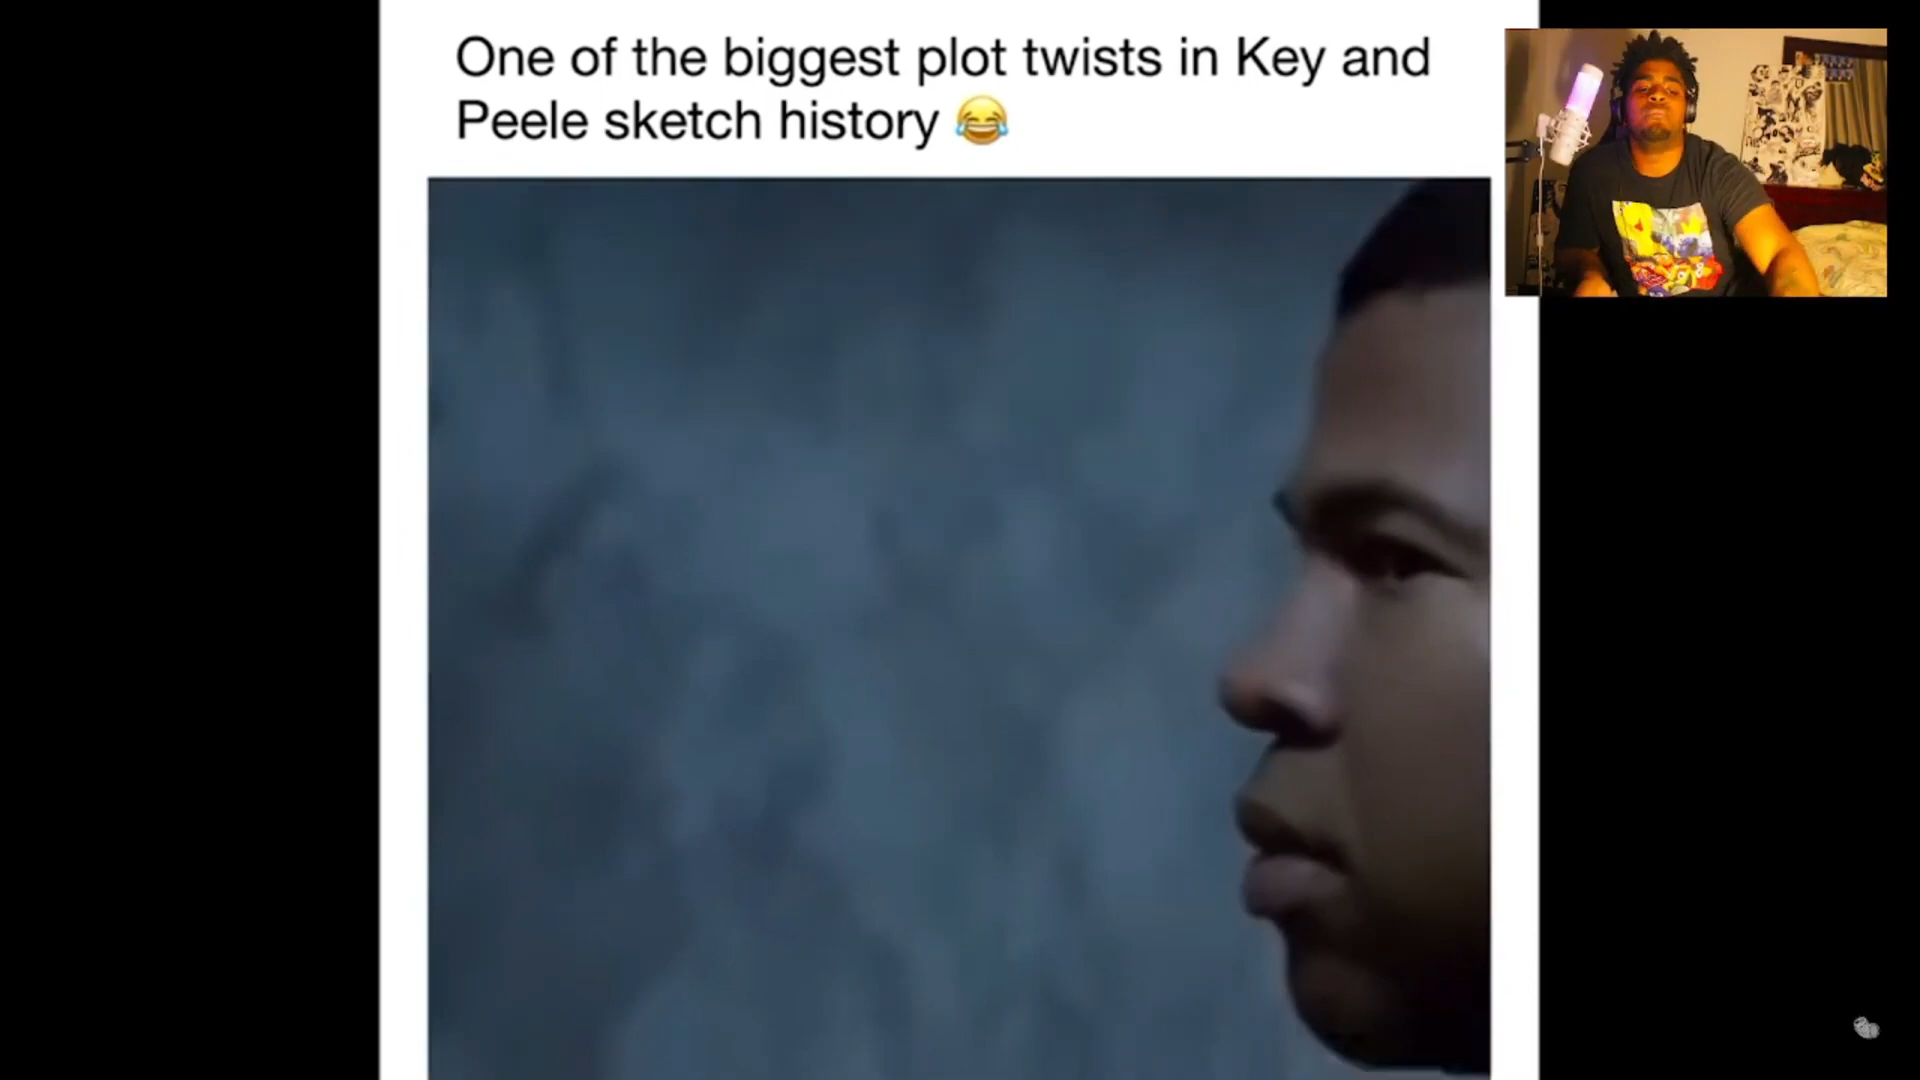 One of the biggest plot twists in Key and
Peele sketch history 😂